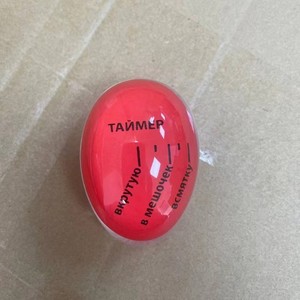 ТАЙМЕР
вкрутую
в мешочек
всмятку